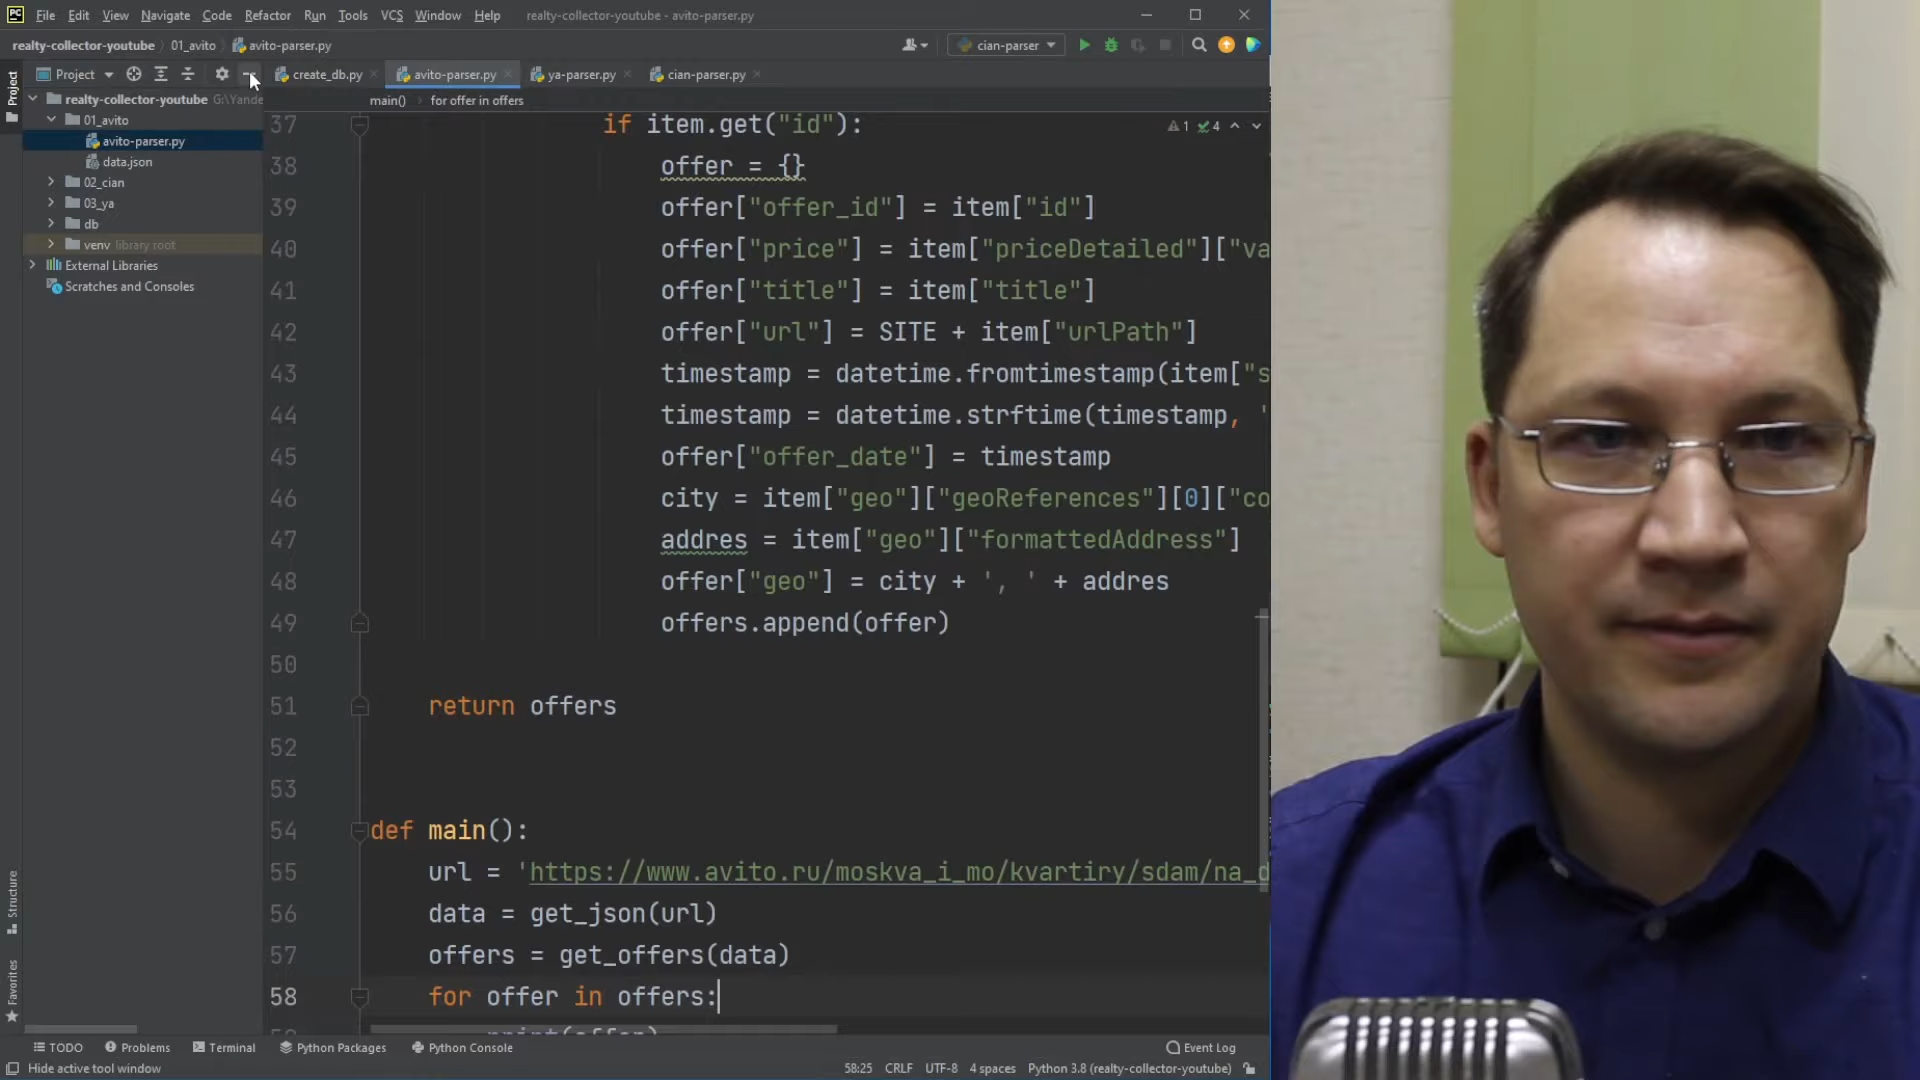 PC File Edit View Navigate Code Refactor Run Tools VCS Window Help realty-collector-youtube - avito-parser.py
realty-collector-youtube 01_avito avito-parser.py cian-parser
Project create_db.py avito-parser.py ya-parser.py cian-parser.py
main() for offer in offers
Project
realty-collector-youtube G:\Yande
01_avito
avito-parser.py
data.json
02_cian
03_ya
db
venv library root
External Libraries
Scratches and Consoles
1 4
37 if item.get("id"):
38 offer = {}
39 offer["offer_id"] = item["id"]
40 offer["price"] = item["priceDetailed"]["va
41 offer["title"] = item["title"]
42 offer["url"] = SITE + item["urlPath"]
43 timestamp = datetime.fromtimestamp(item["s
44 timestamp = datetime.strftime(timestamp, '
45 offer["offer_date"] = timestamp
46 city = item["geo"]["geoReferences"][0]["co
47 addres = item["geo"]["formattedAddress"]
48 offer["geo"] = city + ', ' + addres
49 offers.append(offer)
50
51 return offers
52
53
54 def main():
55 url = 'https://www.avito.ru/moskva_i_mo/kvartiry/sdam/na_d
56 data = get_json(url)
57 offers = get_offers(data)
58 for offer in offers:
print(offer)
Structure
Favorites
TODO Problems Terminal Python Packages Python Console Event Log
Hide active tool window 58:25 CRLF UTF-8 4 spaces Python 3.8 (realty-collector-youtube)